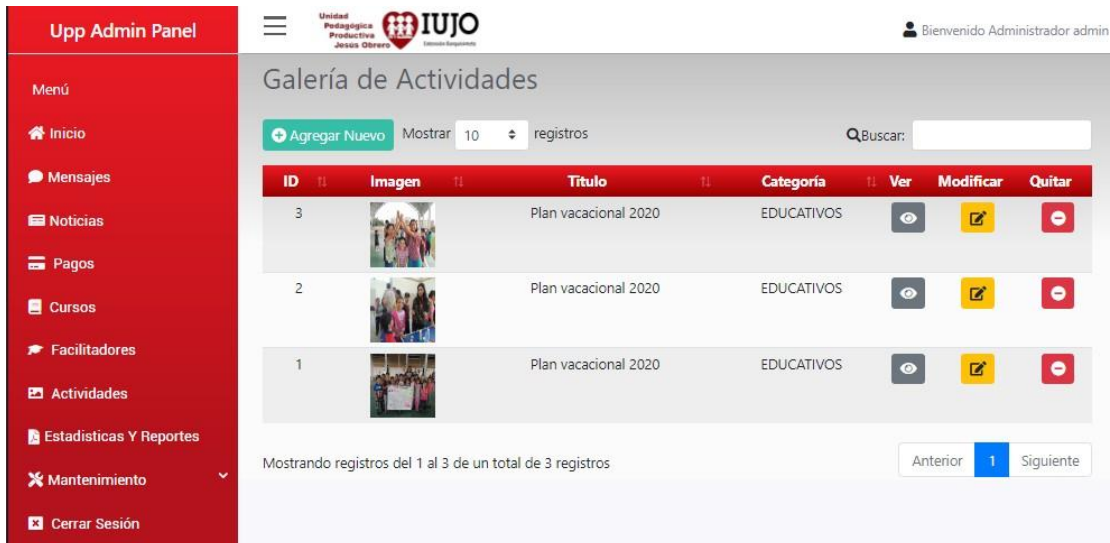 Upp Admin Panel
Unidad
Pedagógica
Productiva
Jesús Obrero
IUJO
Extensión Barquisimeto
Bienvenido Administrador admin
Menú
Inicio
Mensajes
Noticias
Pagos
Cursos
Facilitadores
Actividades
Estadisticas Y Reportes
Mantenimiento
Cerrar Sesión
Galería de Actividades
Agregar Nuevo Mostrar 10 registros Buscar:
ID Imagen Titulo Categoría Ver Modificar Quitar
3 Plan vacacional 2020 EDUCATIVOS
2 Plan vacacional 2020 EDUCATIVOS
1 Plan vacacional 2020 EDUCATIVOS
Mostrando registros del 1 al 3 de un total de 3 registros
Anterior 1 Siguiente